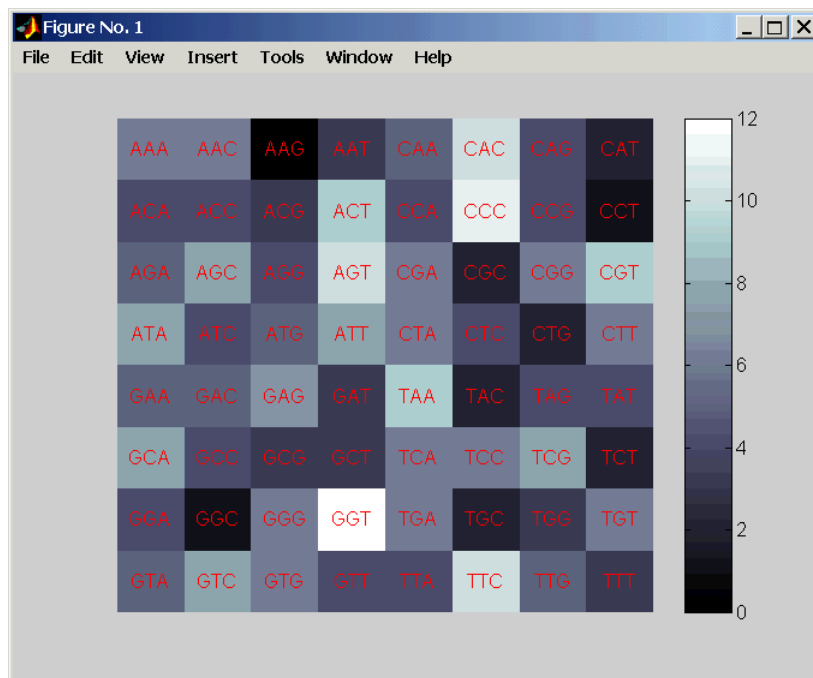 Figure No. 1
File Edit View Insert Tools Window Help
AAA AAC AAG AAT CAA CAC CAG CAT
ACA ACC ACG ACT CCA CCC CCG CCT
AGA AGC AGG AGT CGA CGC CGG CGT
ATA ATC ATG ATT CTA CTC CTG CTT
GAA GAC GAG GAT TAA TAC TAG TAT
GCA GCC GCG GCT TCA TCC TCG TCT
GGA GGC GGG GGT TGA TGC TGG TGT
GTA GTC GTG GTT TTA TTC TTG TTT
12
10
8
6
4
2
0